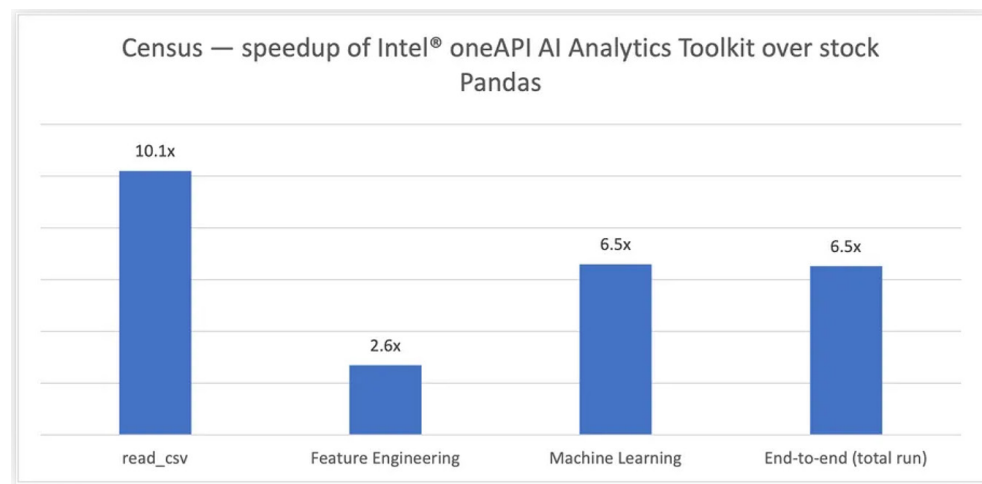 Census — speedup of Intel® oneAPI AI Analytics Toolkit over stock
Pandas
10.1x
2.6x
6.5x
6.5x
read_csv
Feature Engineering
Machine Learning
End-to-end (total run)